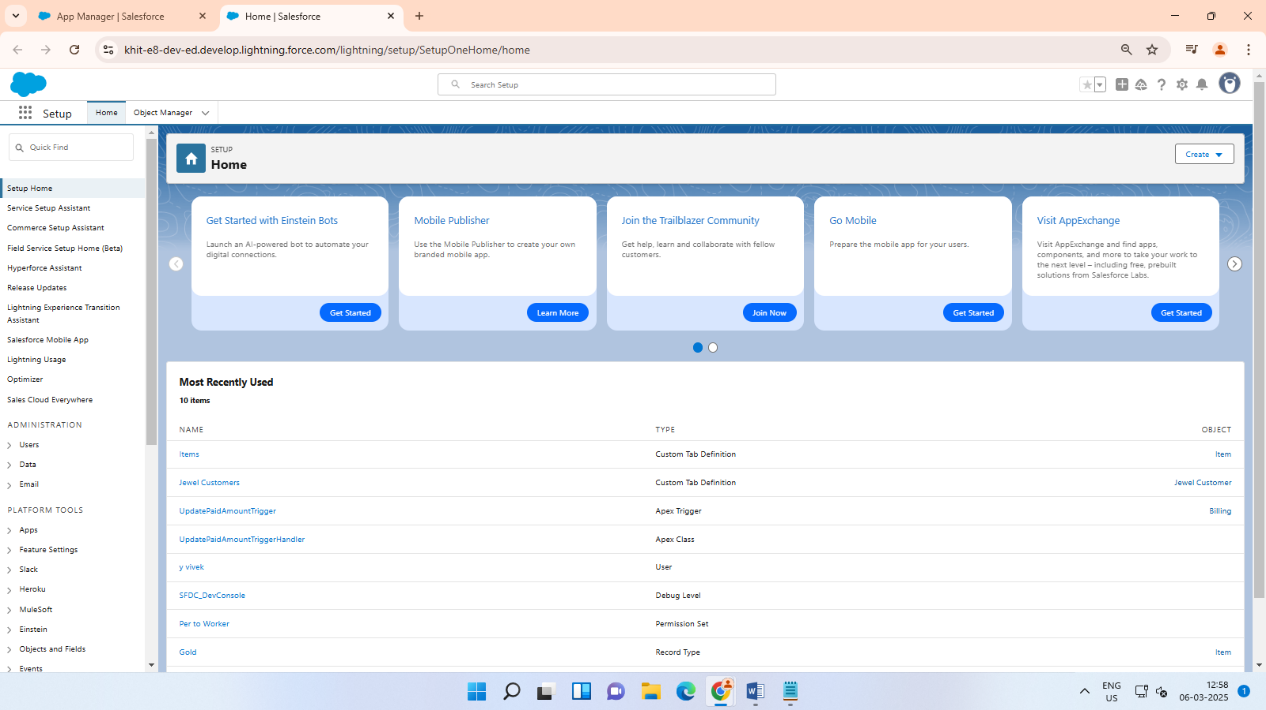 App Manager | Salesforce
Home | Salesforce
khit-e8-dev-ed.develop.lightning.force.com/lightning/setup/SetupOneHome/home
Search Setup
Setup
Home
Object Manager
Quick Find
Setup Home
Service Setup Assistant
Commerce Setup Assistant
Field Service Setup Home (Beta)
Hyperforce Assistant
Release Updates
Lightning Experience Transition
Assistant
Salesforce Mobile App
Lightning Usage
Optimizer
Sales Cloud Everywhere
ADMINISTRATION
Users
Data
Email
PLATFORM TOOLS
Apps
Feature Settings
Slack
Heroku
MuleSoft
Einstein
Objects and Fields
Events
SETUP
Home
Create
Get Started with Einstein Bots
Launch an AI-powered bot to automate your
digital connections.
Get Started
Mobile Publisher
Use the Mobile Publisher to create your own
branded mobile app.
Learn More
Join the Trailblazer Community
Get help, learn and collaborate with fellow
customers.
Join Now
Go Mobile
Prepare the mobile app for your users.
Get Started
Visit AppExchange
Visit AppExchange and find apps,
components, and more to take your work to
the next level – including free, prebuilt
solutions from Salesforce Labs.
Get Started
Most Recently Used
10 items
NAME TYPE OBJECT
Items Custom Tab Definition Item
Jewel Customers Custom Tab Definition Jewel Customer
UpdatePaidAmountTrigger Apex Trigger Billing
UpdatePaidAmountTriggerHandler Apex Class
y vivek User
SFDC_DevConsole Debug Level
Per to Worker Permission Set
Gold Record Type Item
ENG
US
12:58
06-03-2025
1